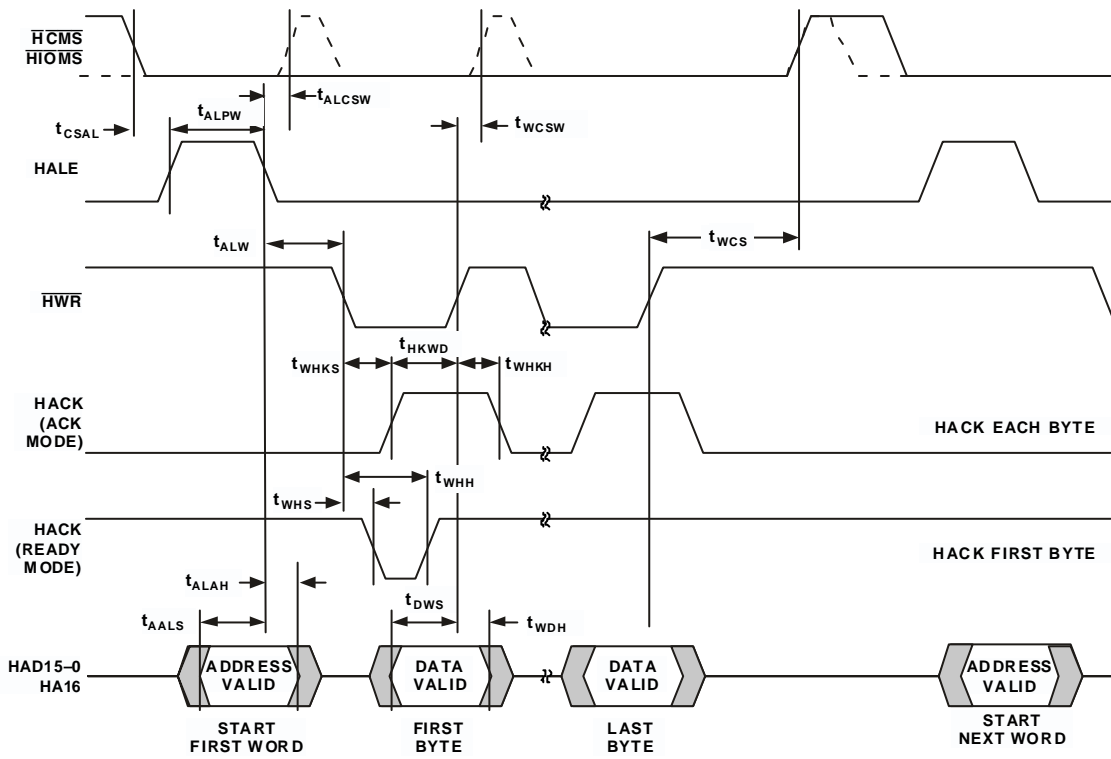 HCMS
HIOMS
tALCSW
tALPW
tCSAL
tWCSW
HALE
tALW
tWCS
HWR
tHKWD
tWHKS
tWHKH
HACK
(ACK
MODE)
HACK EACH BYTE
tWHH
tWHS
HACK
(READY
MODE)
HACK FIRST BYTE
tALAH
tDWS
tAALS
tWDH
HAD15–0
HA16
ADDRESS
VALID
DATA
VALID
DATA
VALID
ADDRESS
VALID
START
FIRST WORD
FIRST
BYTE
LAST
BYTE
START
NEXT WORD